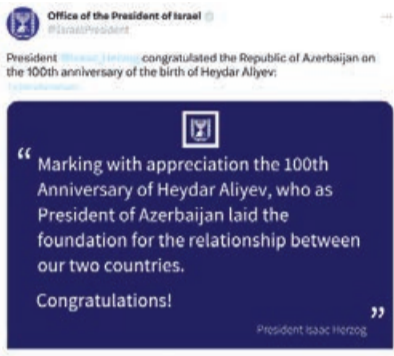 Office of the President of Israel
@IsraelPresident
President congratulated the Republic of Azerbaijan on
the 100th anniversary of the birth of Heydar Aliyev:
“ Marking with appreciation the 100th
Anniversary of Heydar Aliyev, who as
President of Azerbaijan laid the
foundation for the relationship between
our two countries.
Congratulations!
”
President Isaac Herzog